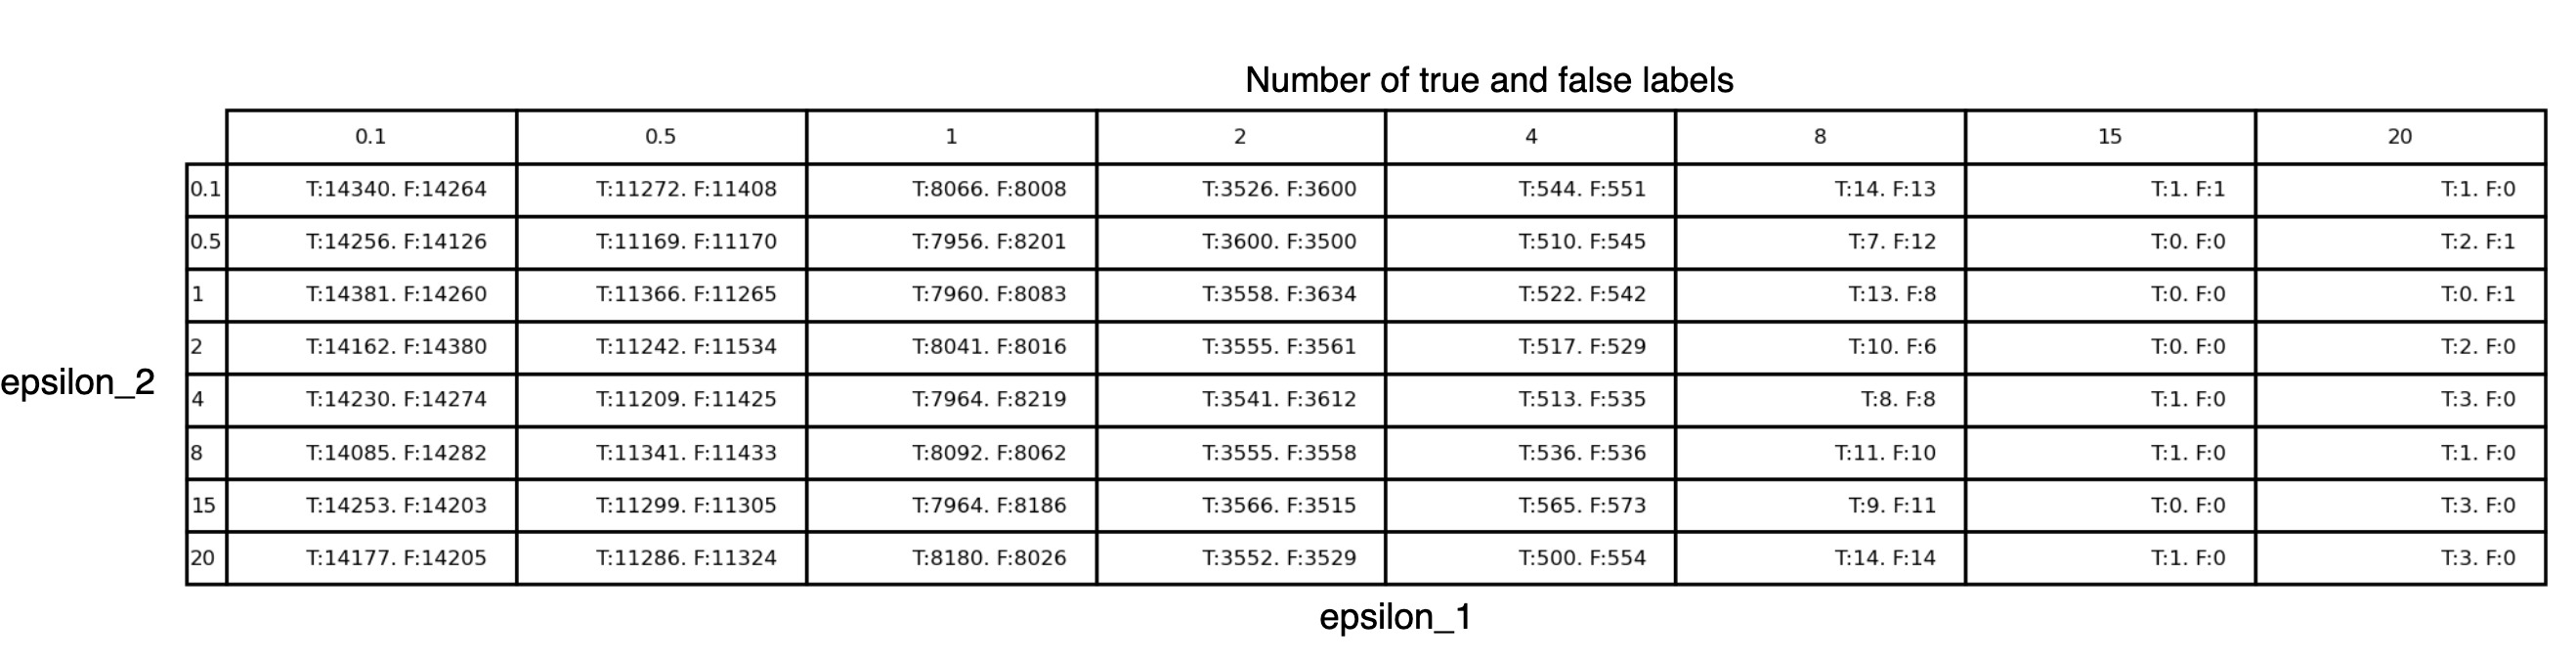 Number of true and false labels
0.1 0.5 1 2 4 8 15 20
0.1 T:14340. F:14264 T:11272. F:11408 T:8066. F:8008 T:3526. F:3600 T:544. F:551 T:14. F:13 T:1. F:1 T:1. F:0
0.5 T:14256. F:14126 T:11169. F:11170 T:7956. F:8201 T:3600. F:3500 T:510. F:545 T:7. F:12 T:0. F:0 T:2. F:1
1 T:14381. F:14260 T:11366. F:11265 T:7960. F:8083 T:3558. F:3634 T:522. F:542 T:13. F:8 T:0. F:0 T:0. F:1
2 T:14162. F:14380 T:11242. F:11534 T:8041. F:8016 T:3555. F:3561 T:517. F:529 T:10. F:6 T:0. F:0 T:2. F:0
epsilon_2
4 T:14230. F:14274 T:11209. F:11425 T:7964. F:8219 T:3541. F:3612 T:513. F:535 T:8. F:8 T:1. F:0 T:3. F:0
8 T:14085. F:14282 T:11341. F:11433 T:8092. F:8062 T:3555. F:3558 T:536. F:536 T:11. F:10 T:1. F:0 T:1. F:0
15 T:14253. F:14203 T:11299. F:11305 T:7964. F:8186 T:3566. F:3515 T:565. F:573 T:9. F:11 T:0. F:0 T:3. F:0
20 T:14177. F:14205 T:11286. F:11324 T:8180. F:8026 T:3552. F:3529 T:500. F:554 T:14. F:14 T:1. F:0 T:3. F:0
epsilon_1